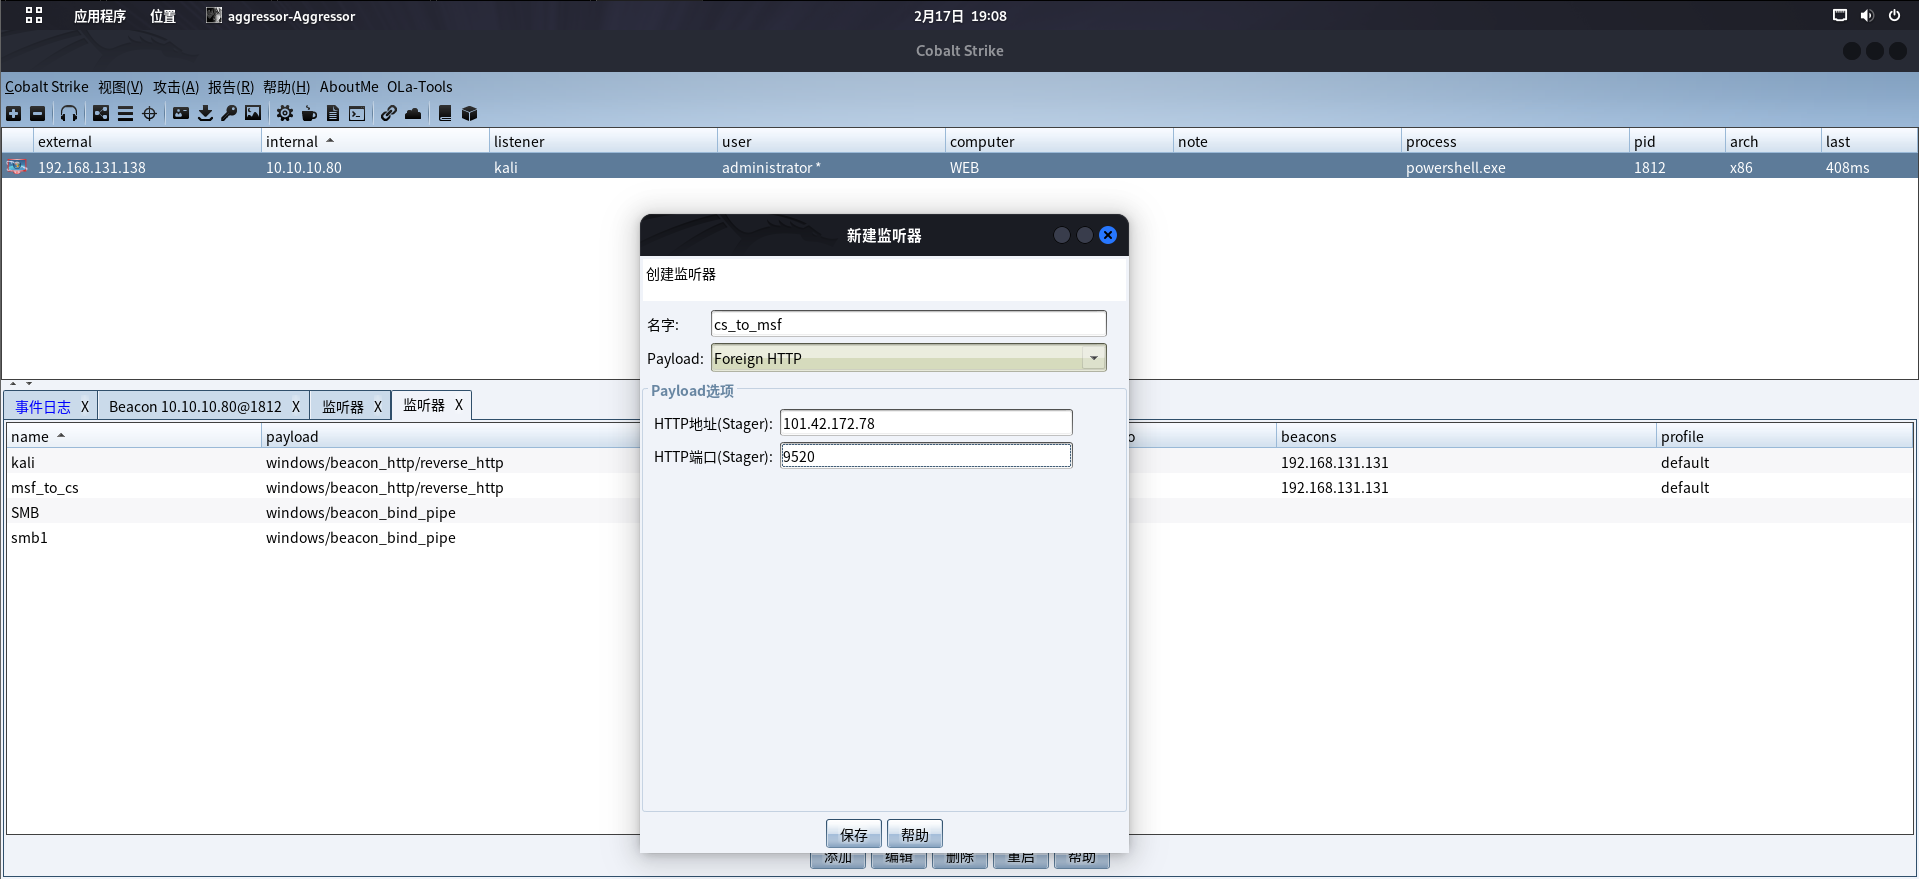 应用程序 位置 aggressor-Aggressor 2月17日 19:08
Cobalt Strike
Cobalt Strike 视图(V) 攻击(A) 报告(R) 帮助(H) AboutMe OLa-Tools
external internal listener user computer note process pid arch last
192.168.131.138 10.10.10.80 kali administrator * WEB powershell.exe 1812 x86 408ms
新建监听器
创建监听器
名字: cs_to_msf
Payload: Foreign HTTP
Payload选项
HTTP地址(Stager): 101.42.172.78
HTTP端口(Stager): 9520
保存 帮助
事件日志 X Beacon 10.10.10.80@1812 X 监听器 X 监听器 X
name payload beacons profile
kali windows/beacon_http/reverse_http 192.168.131.131 default
msf_to_cs windows/beacon_http/reverse_http 192.168.131.131 default
SMB windows/beacon_bind_pipe
smb1 windows/beacon_bind_pipe
添加 编辑 删除 重启 帮助